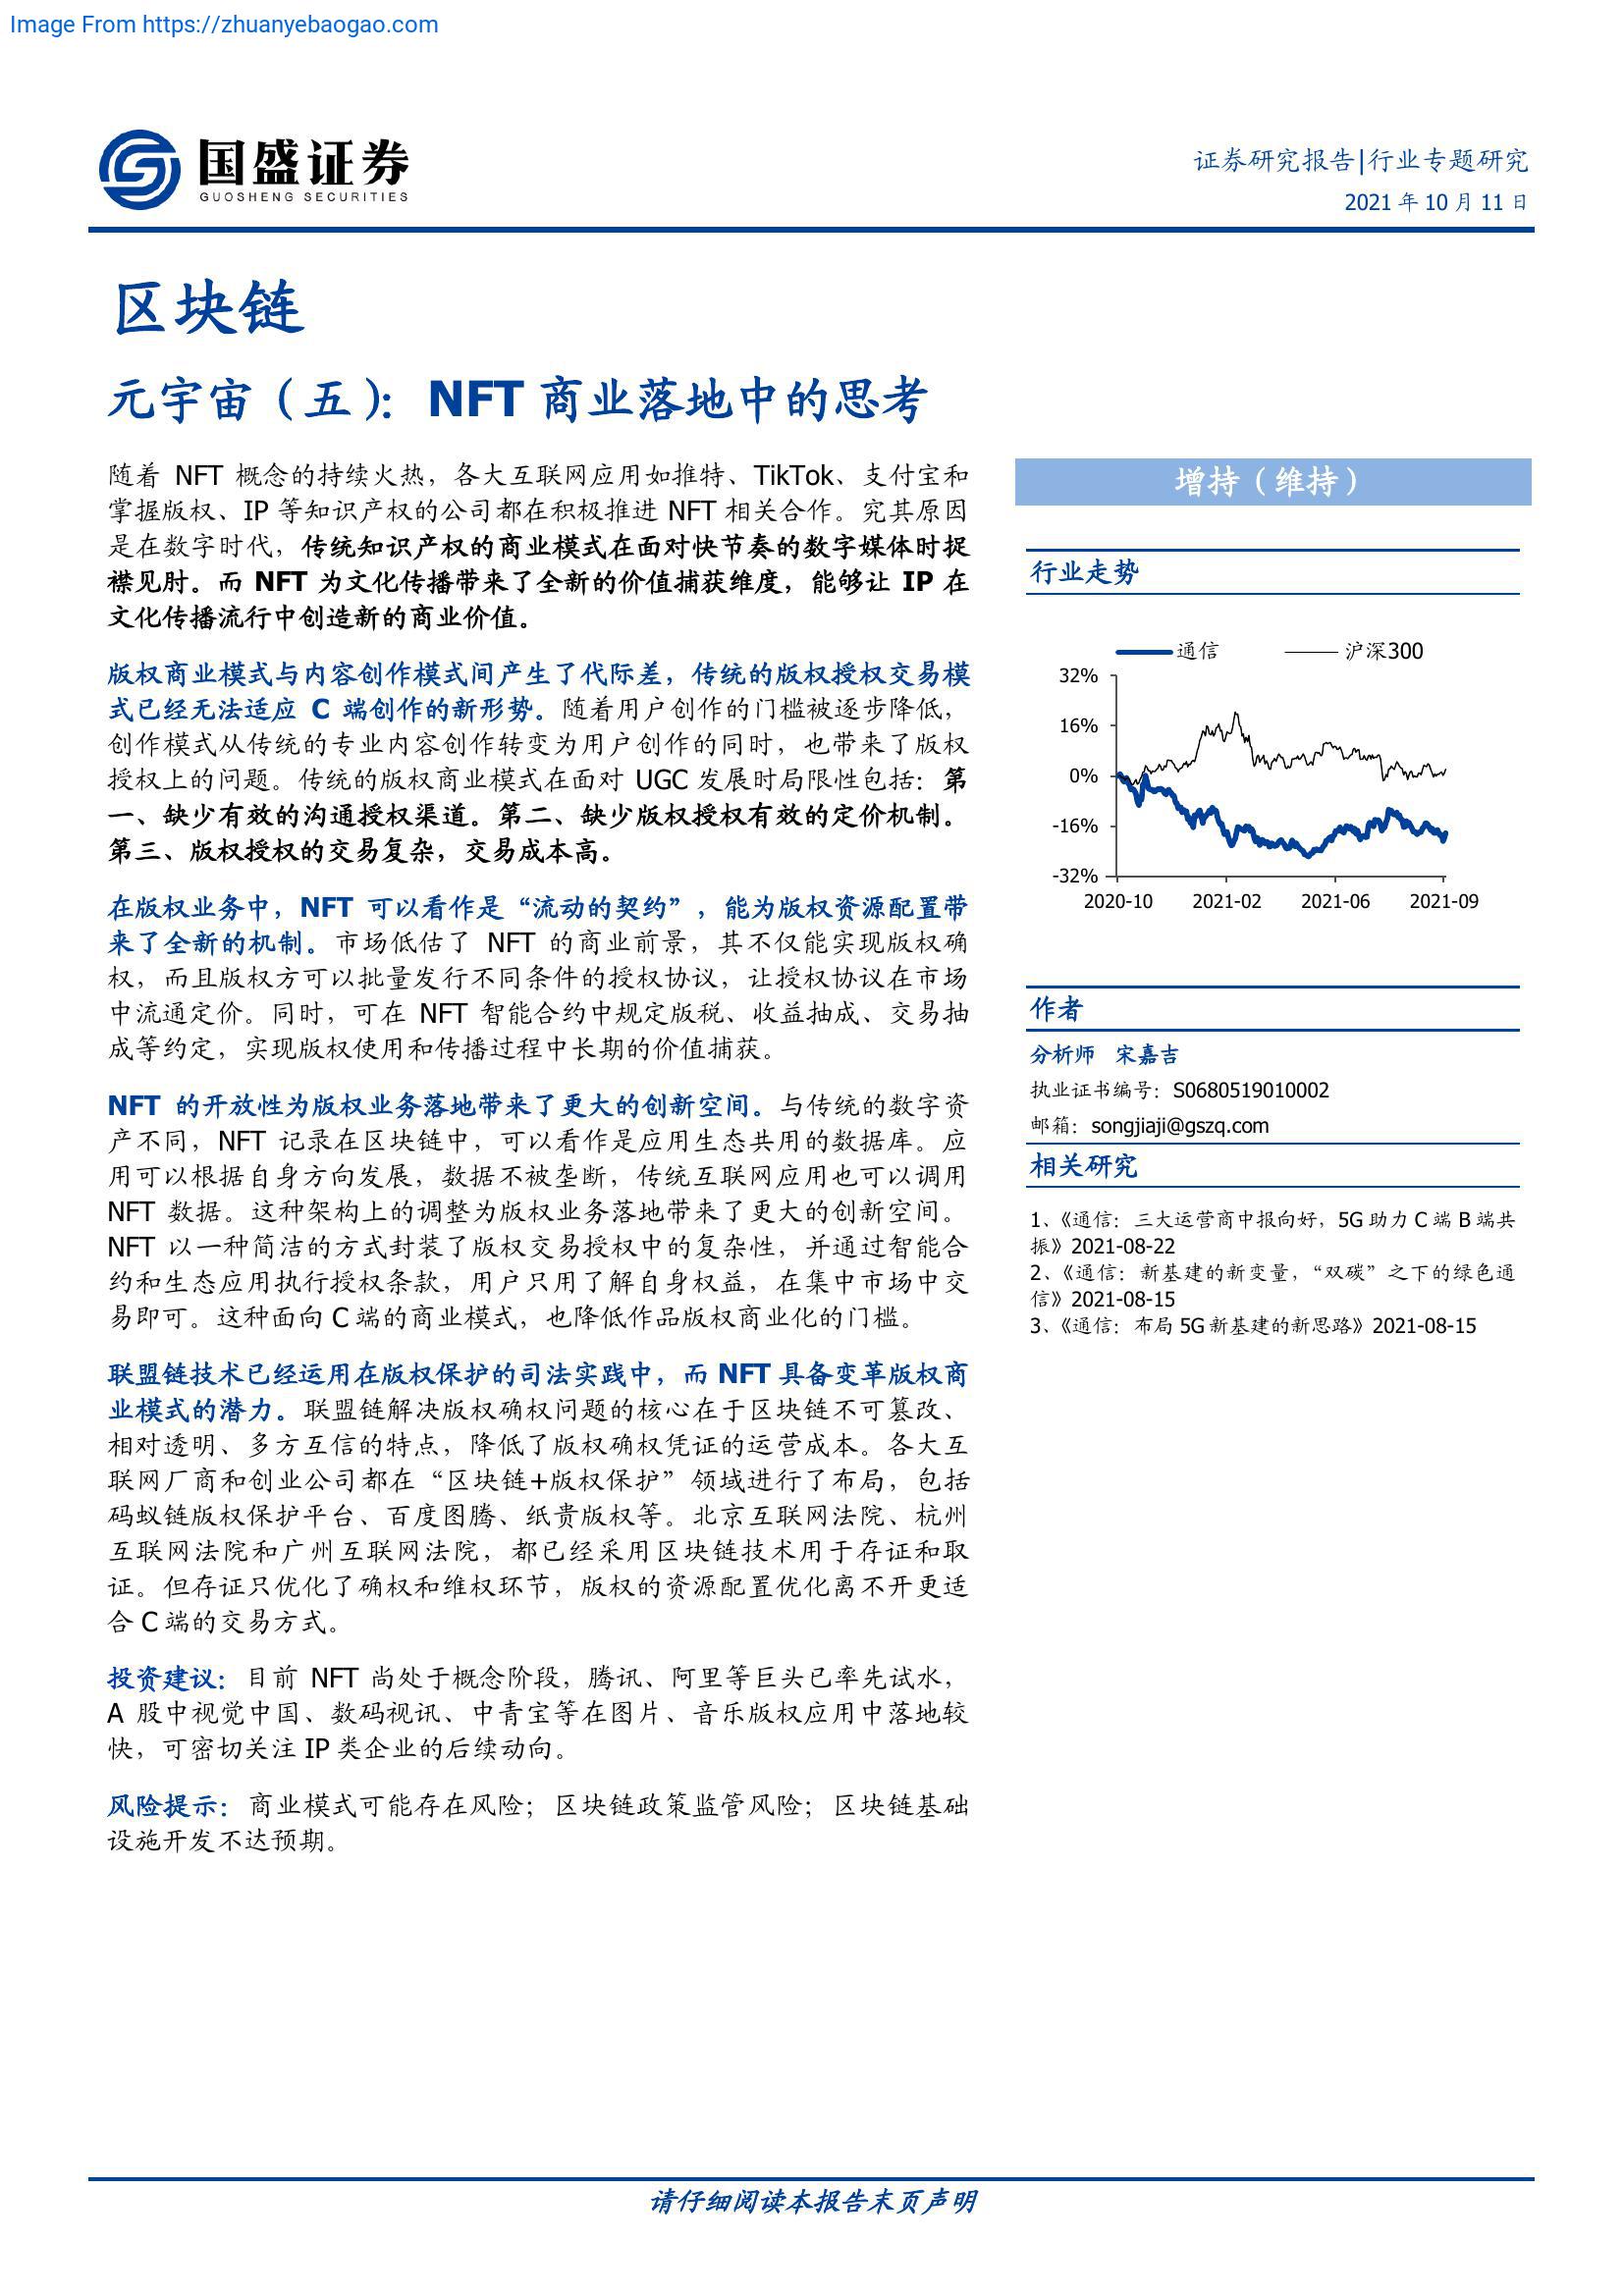 Image From https://zhuanyebaogao.com
国盛证券
GUOSHENG SECURITIES
证券研究报告|行业专题研究
2021 年 10 月 11 日
区块链
元宇宙（五）：NFT 商业落地中的思考
随着 NFT 概念的持续火热，各大互联网应用如推特、TikTok、支付宝和
掌握版权、IP 等知识产权的公司都在积极推进 NFT 相关合作。究其原因
是在数字时代，传统知识产权的商业模式在面对快节奏的数字媒体时捉
襟见肘。而 NFT 为文化传播带来了全新的价值捕获维度，能够让 IP 在
文化传播流行中创造新的商业价值。
版权商业模式与内容创作模式间产生了代际差，传统的版权授权交易模
式已经无法适应 C 端创作的新形势。随着用户创作的门槛被逐步降低，
创作模式从传统的专业内容创作转变为用户创作的同时，也带来了版权
授权上的问题。传统的版权商业模式在面对 UGC 发展时局限性包括：第
一、缺少有效的沟通授权渠道。第二、缺少版权授权有效的定价机制。
第三、版权授权的交易复杂，交易成本高。
在版权业务中，NFT 可以看作是“流动的契约”，能为版权资源配置带
来了全新的机制。市场低估了 NFT 的商业前景，其不仅能实现版权确
权，而且版权方可以批量发行不同条件的授权协议，让授权协议在市场
中流通定价。同时，可在 NFT 智能合约中规定版税、收益抽成、交易抽
成等约定，实现版权使用和传播过程中长期的价值捕获。
NFT 的开放性为版权业务落地带来了更大的创新空间。与传统的数字资
产不同，NFT 记录在区块链中，可以看作是应用生态共用的数据库。应
用可以根据自身方向发展，数据不被垄断，传统互联网应用也可以调用
NFT 数据。这种架构上的调整为版权业务落地带来了更大的创新空间。
NFT 以一种简洁的方式封装了版权交易授权中的复杂性，并通过智能合
约和生态应用执行授权条款，用户只用了解自身权益，在集中市场中交
易即可。这种面向 C 端的商业模式，也降低作品版权商业化的门槛。
联盟链技术已经运用在版权保护的司法实践中，而 NFT 具备变革版权商
业模式的潜力。联盟链解决版权确权问题的核心在于区块链不可篡改、
相对透明、多方互信的特点，降低了版权确权凭证的运营成本。各大互
联网厂商和创业公司都在“区块链+版权保护”领域进行了布局，包括
码蚁链版权保护平台、百度图腾、纸贵版权等。北京互联网法院、杭州
互联网法院和广州互联网法院，都已经采用区块链技术用于存证和取
证。但存证只优化了确权和维权环节，版权的资源配置优化离不开更适
合 C 端的交易方式。
投资建议：目前 NFT 尚处于概念阶段，腾讯、阿里等巨头已率先试水，
A 股中视觉中国、数码视讯、中青宝等在图片、音乐版权应用中落地较
快，可密切关注 IP 类企业的后续动向。
风险提示：商业模式可能存在风险；区块链政策监管风险；区块链基础
设施开发不达预期。
增持（维持）
行业走势
通信 沪深300
32%
16%
0%
-16%
-32%
2020-10 2021-02 2021-06 2021-09
作者
分析师 宋嘉吉
执业证书编号：S0680519010002
邮箱：songjiaji@gszq.com
相关研究
1、《通信：三大运营商中报向好，5G 助力 C 端 B 端共
振》2021-08-22
2、《通信：新基建的新变量，“双碳”之下的绿色通
信》2021-08-15
3、《通信：布局 5G 新基建的新思路》2021-08-15
请仔细阅读本报告末页声明